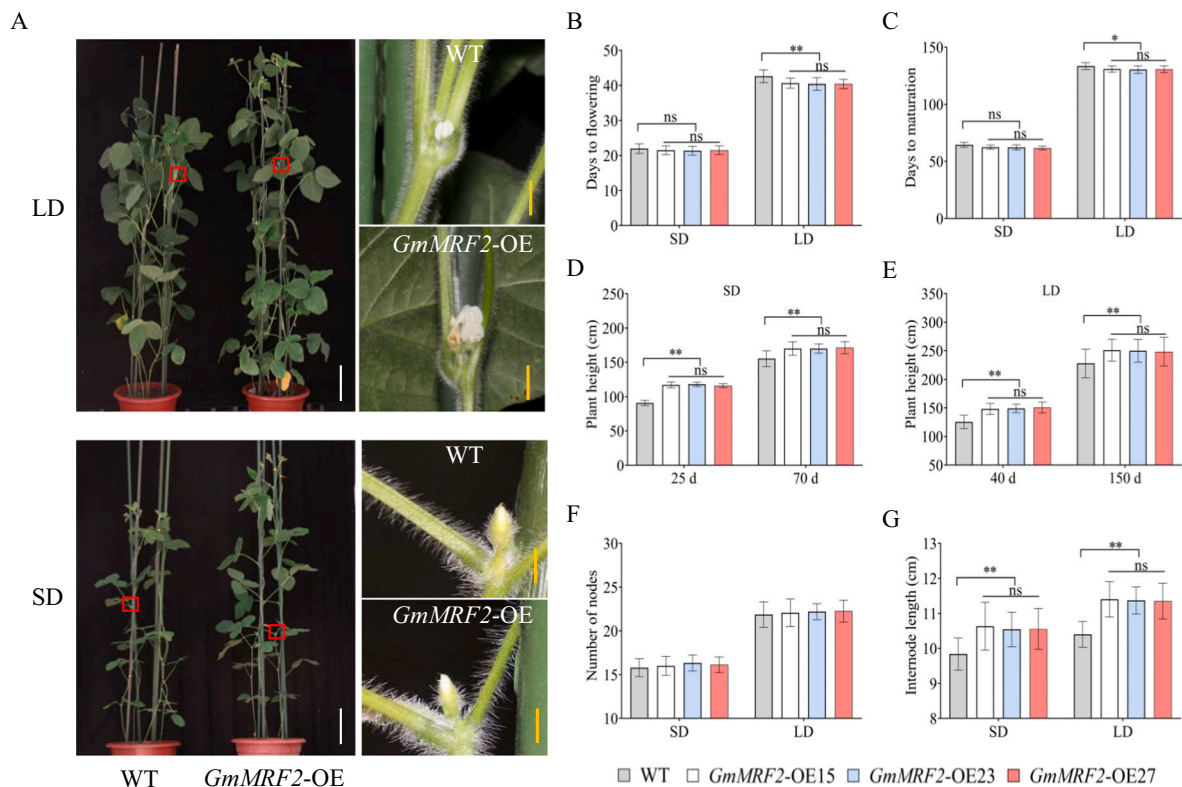 A
LD
WT
GmMRF2-OE
SD
WT
GmMRF2-OE
WT
GmMRF2-OE
B
Days to flowering
50
40
30
20
10
0
ns
ns
**
ns
SD
LD
C
Days to maturation
150
100
50
0
ns
ns
*
ns
SD
LD
D
SD
Plant height (cm)
250
200
150
100
50
0
**
ns
**
ns
25 d
70 d
E
LD
Plant height (cm)
350
300
250
200
150
100
50
**
ns
**
ns
40 d
150 d
F
Number of nodes
30
25
20
15
10
SD
LD
G
Internode length (cm)
13
12
11
10
9
8
**
ns
**
ns
SD
LD
WT
GmMRF2-OE15
GmMRF2-OE23
GmMRF2-OE27